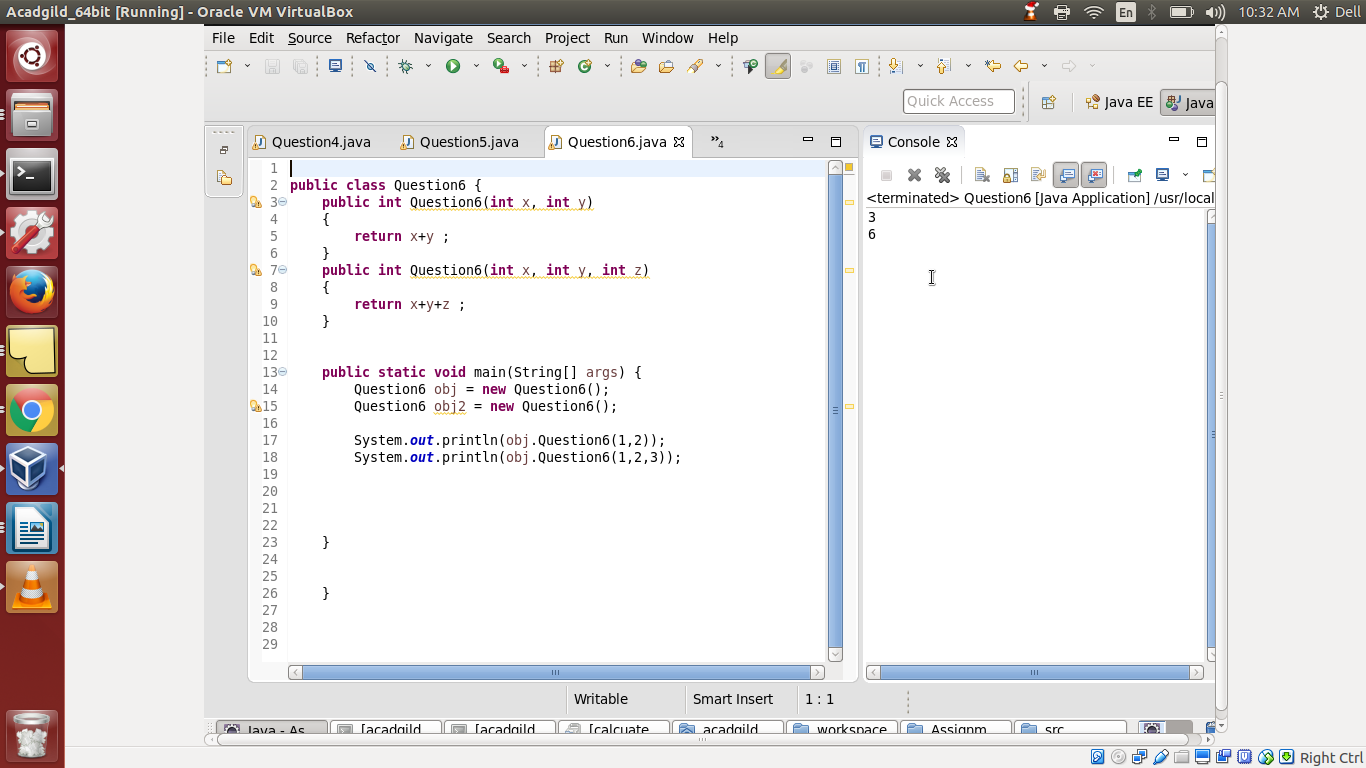 Acadgild_64bit [Running] - Oracle VM VirtualBox
En
10:32 AM
Dell
File Edit Source Refactor Navigate Search Project Run Window Help
Quick Access
Java EE
Java
Question4.java
Question5.java
Question6.java
»4
Console
<terminated> Question6 [Java Application] /usr/local
3
6
1
2 public class Question6 {
3 public int Question6(int x, int y)
4 {
5 return x+y ;
6 }
7 public int Question6(int x, int y, int z)
8 {
9 return x+y+z ;
10 }
11
12
13 public static void main(String[] args) {
14 Question6 obj = new Question6();
15 Question6 obj2 = new Question6();
16
17 System.out.println(obj.Question6(1,2));
18 System.out.println(obj.Question6(1,2,3));
19
20
21
22
23 }
24
25
26 }
27
28
29
Writable
Smart Insert
1 : 1
Java - As
[acadgild
[acadgild
[calcuate
acadgild
workspace
Assignm
src
Right Ctrl